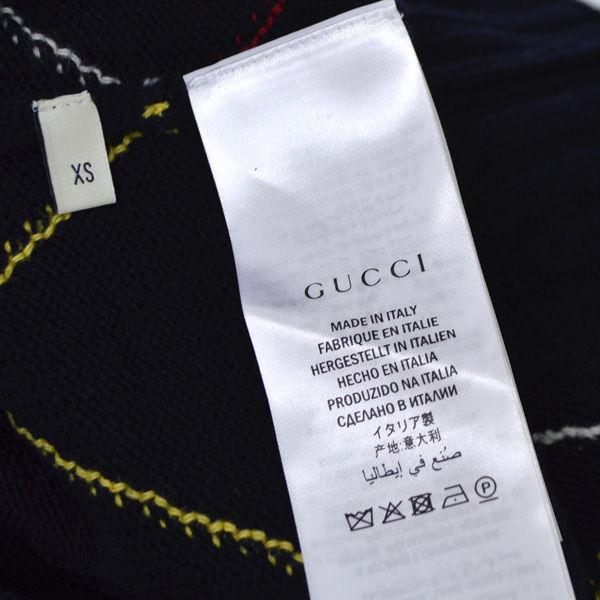 XS
GUCCI
MADE IN ITALY
FABRIQUE EN ITALIE
HERGESTELLT IN ITALIEN
HECHO EN ITALIA
PRODUZIDO NA ITALIA
СДЕЛАНО В ИТАЛИИ
イタリア製
产地:意大利
صُنع في إيطاليا
P